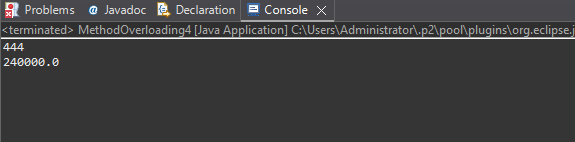 Problems @ Javadoc Declaration Console
<terminated> MethodOverloading4 [Java Application] C:\Users\Administrator\.p2\pool\plugins\org.eclipse.j
444
240000.0